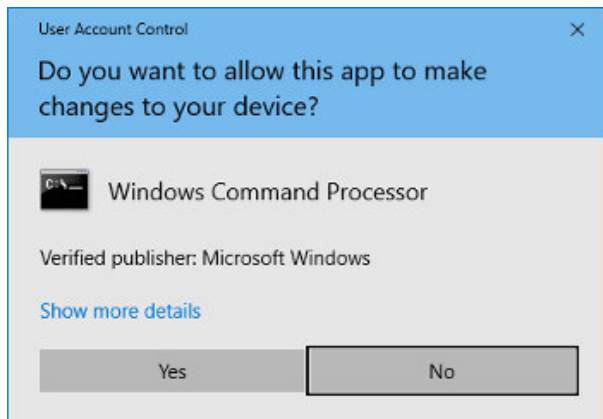 User Account Control
Do you want to allow this app to make
changes to your device?
C:\_
Windows Command Processor
Verified publisher: Microsoft Windows
Show more details
Yes
No